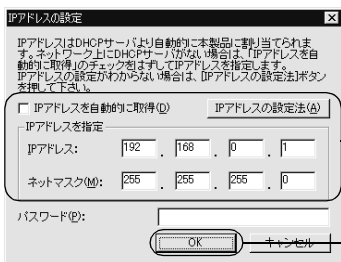 IPアドレスの設定
IPアドレスはDHCPサーバより自動的に本製品に割り当てられま
す。ネットワーク上にDHCPサーバがない場合は、「IPアドレスを自
動的に取得」のチェックをはずしてIPアドレスを指定します。
IPアドレスの設定がわからない場合は、[IPアドレスの設定法]ボタン
を押して下さい。
IPアドレスを自動的に取得(D) IPアドレスの設定法(A)
IPアドレスを指定
IPアドレス: 192 . 168 . 0 . 1
ネットマスク(M): 255 . 255 . 255 . 0
パスワード(P):
OK キャンセル